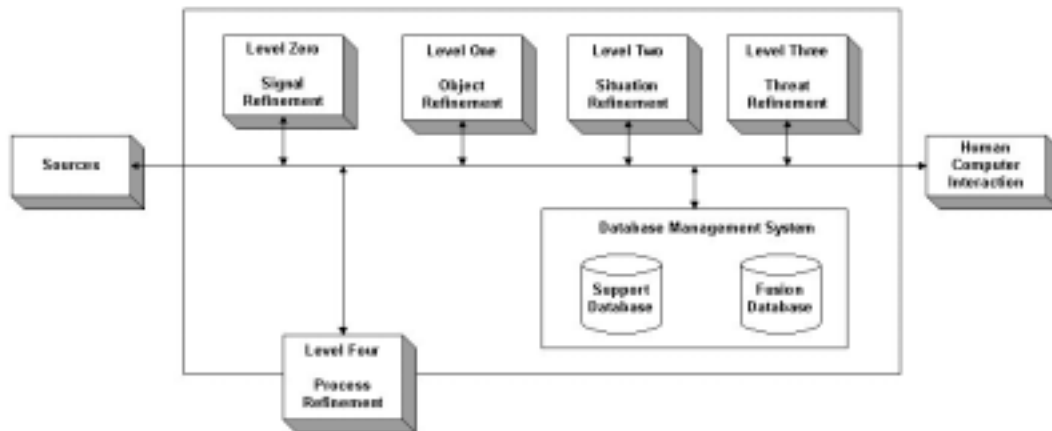 Level Zero
Signal
Refinement
Level One
Object
Refinement
Level Two
Situation
Refinement
Level Three
Threat
Refinement
Sources
Human
Computer
Interaction
Database Management System
Support
Database
Fusion
Database
Level Four
Process
Refinement